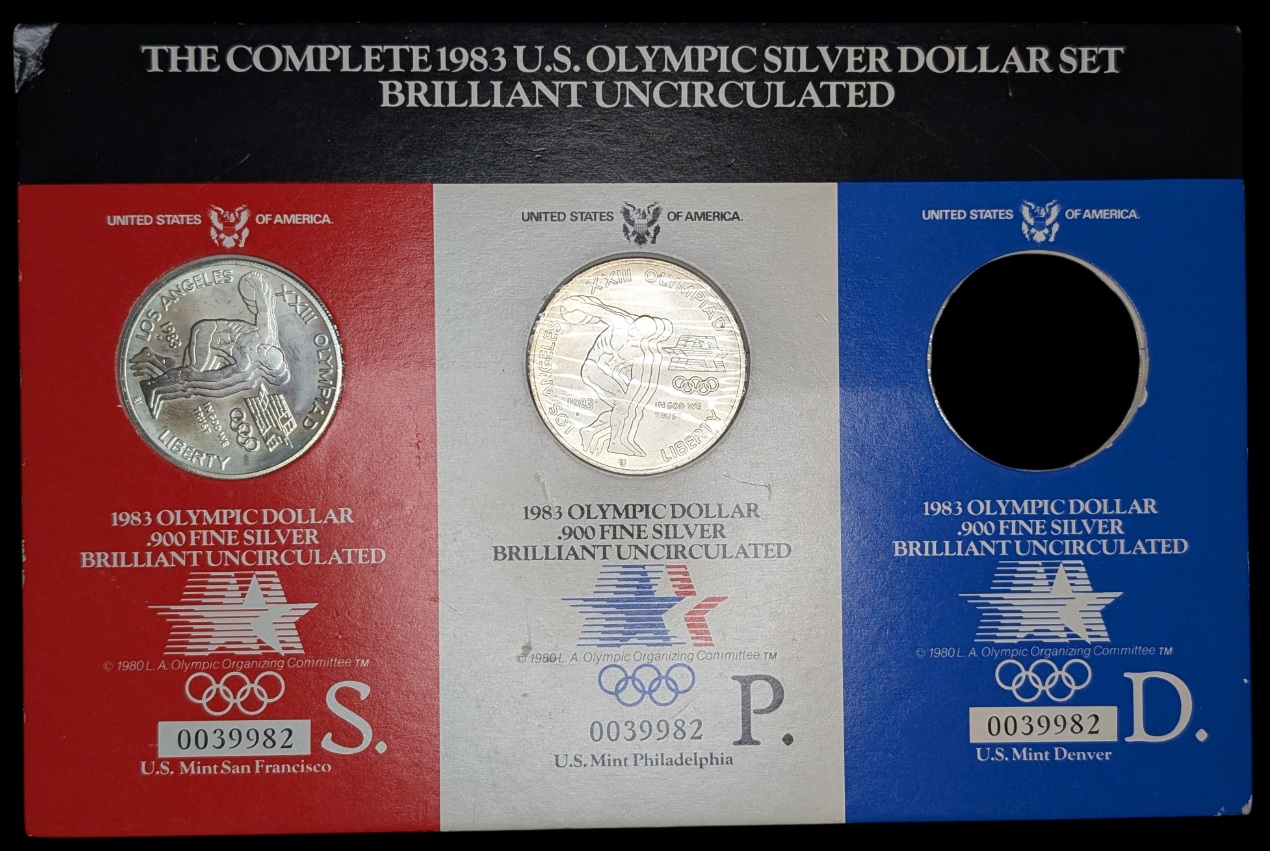 THE COMPLETE 1983 U.S. OLYMPIC SILVER DOLLAR SET
BRILLIANT UNCIRCULATED
UNITED STATES OF AMERICA.
LOS ANGELES XXIII OLYMPIAD
1983
S
IN GOD WE
TRUST
LIBERTY
1983 OLYMPIC DOLLAR
.900 FINE SILVER
BRILLIANT UNCIRCULATED
© 1980 L. A. Olympic Organizing Committee TM
0039982
S.
U.S. Mint San Francisco
UNITED STATES OF AMERICA.
LOS ANGELES XXIII OLYMPIAD
1983
P
IN GOD WE
TRUST
LIBERTY
1983 OLYMPIC DOLLAR
.900 FINE SILVER
BRILLIANT UNCIRCULATED
© 1980 L. A. Olympic Organizing Committee TM
0039982
P.
U.S. Mint Philadelphia
UNITED STATES OF AMERICA.
1983 OLYMPIC DOLLAR
.900 FINE SILVER
BRILLIANT UNCIRCULATED
© 1980 L. A. Olympic Organizing Committee TM
0039982
D.
U.S. Mint Denver